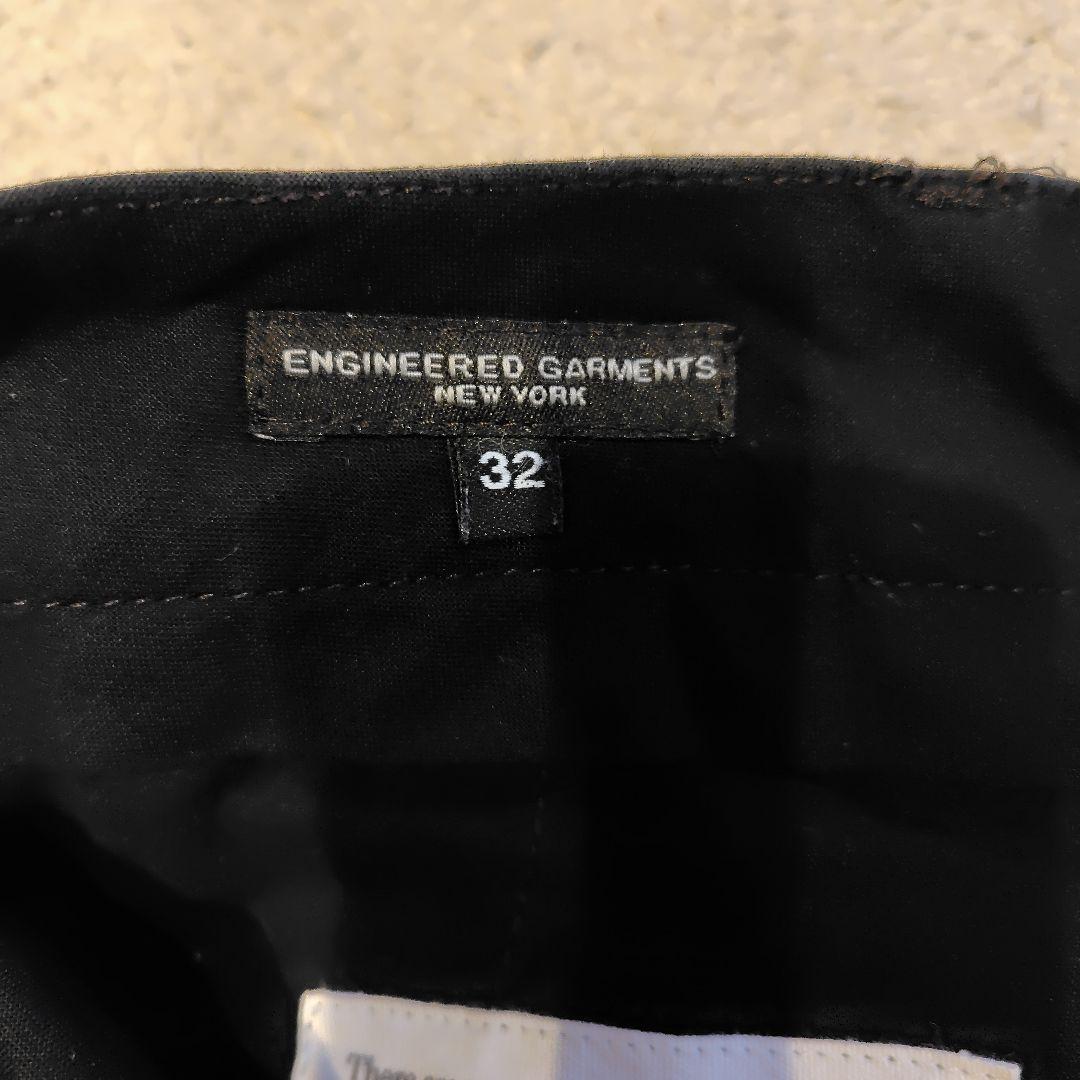 ENGINEERED GARMENTS
NEW YORK
32